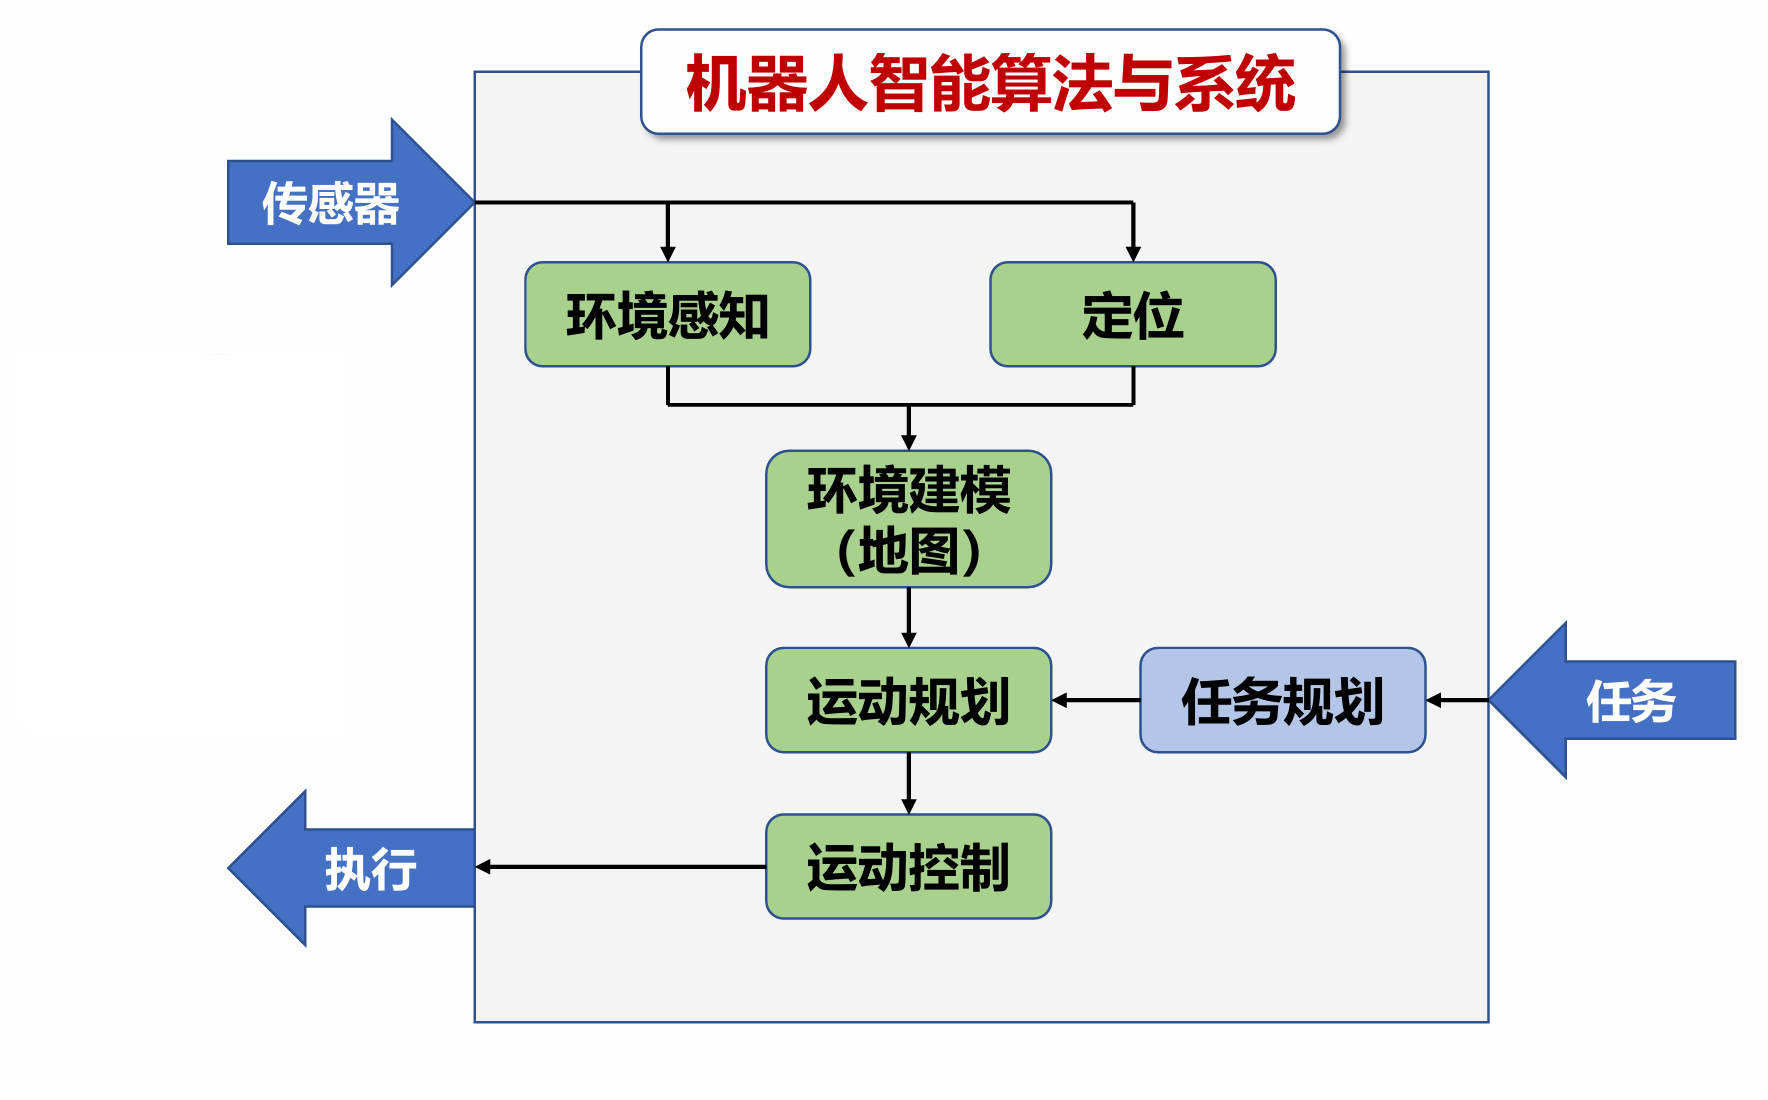 机器人智能算法与系统
传感器
环境感知
定位
环境建模
(地图)
运动规划
任务规划
任务
运动控制
执行